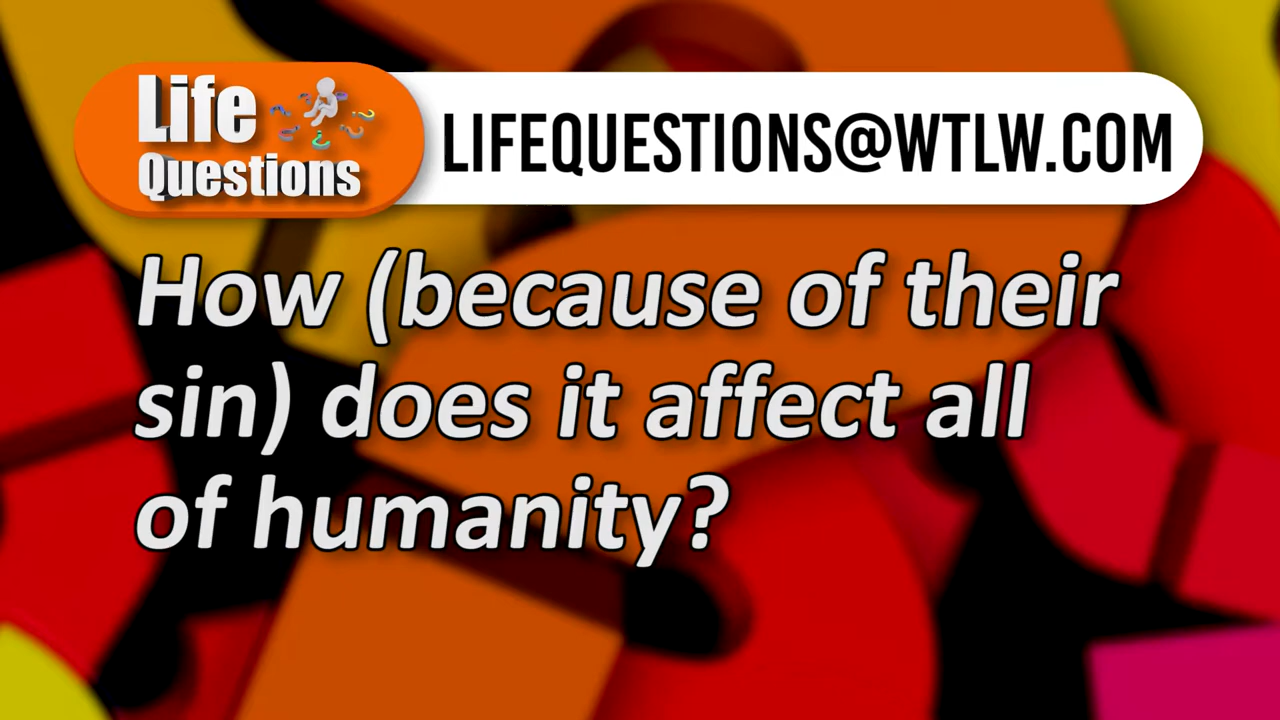 Life
Questions
LIFEQUESTIONS@WTLW.COM
How (because of their
sin) does it affect all
of humanity?